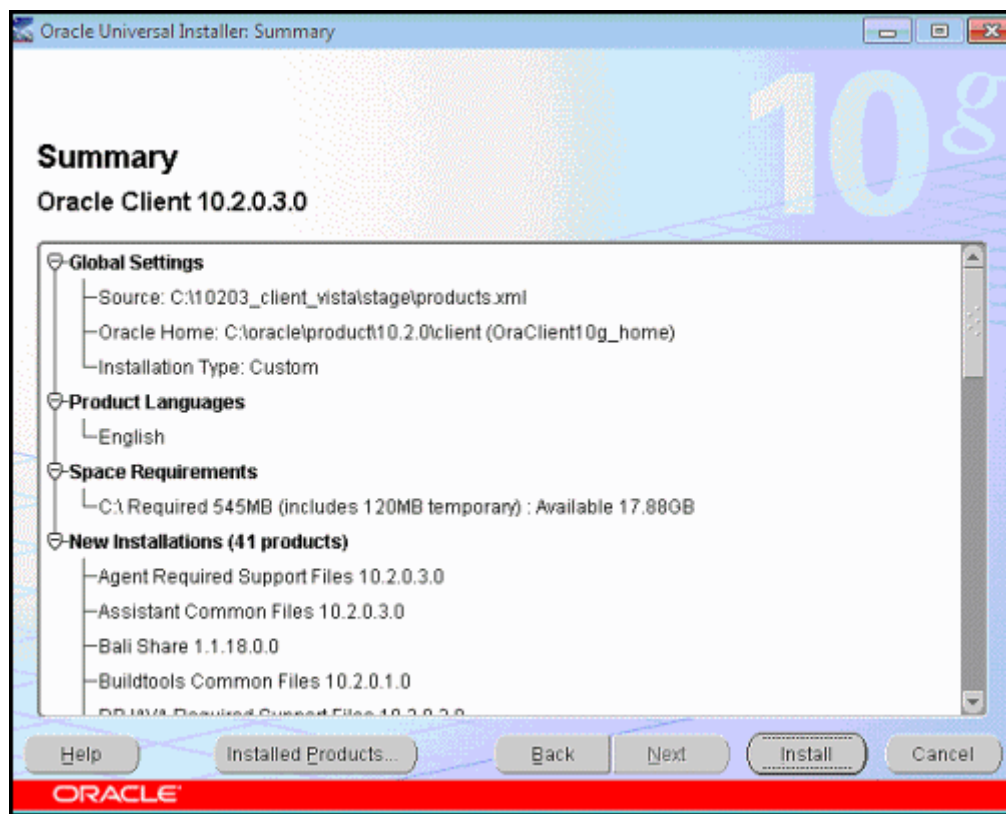 Oracle Universal Installer: Summary
10g
Summary
Oracle Client 10.2.0.3.0
Global Settings
Source: C:\10203_client_vista\stage\products.xml
Oracle Home: C:\oracle\product\10.2.0\client (OraClient10g_home)
Installation Type: Custom
Product Languages
English
Space Requirements
C:\ Required 545MB (includes 120MB temporary) : Available 17.88GB
New Installations (41 products)
Agent Required Support Files 10.2.0.3.0
Assistant Common Files 10.2.0.3.0
Bali Share 1.1.18.0.0
Buildtools Common Files 10.2.0.1.0
Required Support Files
Help Installed Products... Back Next Install Cancel
ORACLE